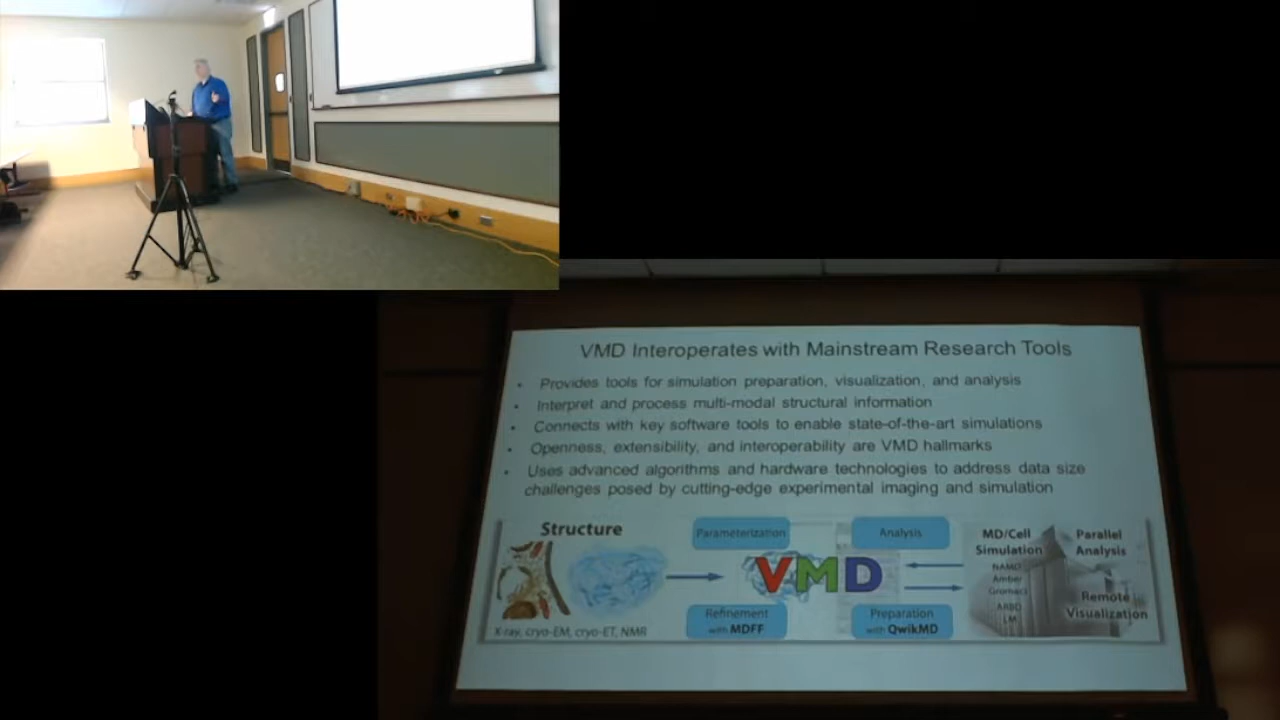 VMD Interoperates with Mainstream Research Tools
• Provides tools for simulation preparation, visualization, and analysis
• Interpret and process multi-modal structural information
• Connects with key software tools to enable state-of-the-art simulations
• Openness, extensibility, and interoperability are VMD hallmarks
• Uses advanced algorithms and hardware technologies to address data size
challenges posed by cutting-edge experimental imaging and simulation
Structure
X-ray, cryo-EM, cryo-ET, NMR
Parameterization
Analysis
VMD
Refinement
with MDFF
Preparation
with QwikMD
MD/Cell
Simulation
NAMD
Amber
Gromacs
ARBD
LM
Parallel
Analysis
Remote
Visualization